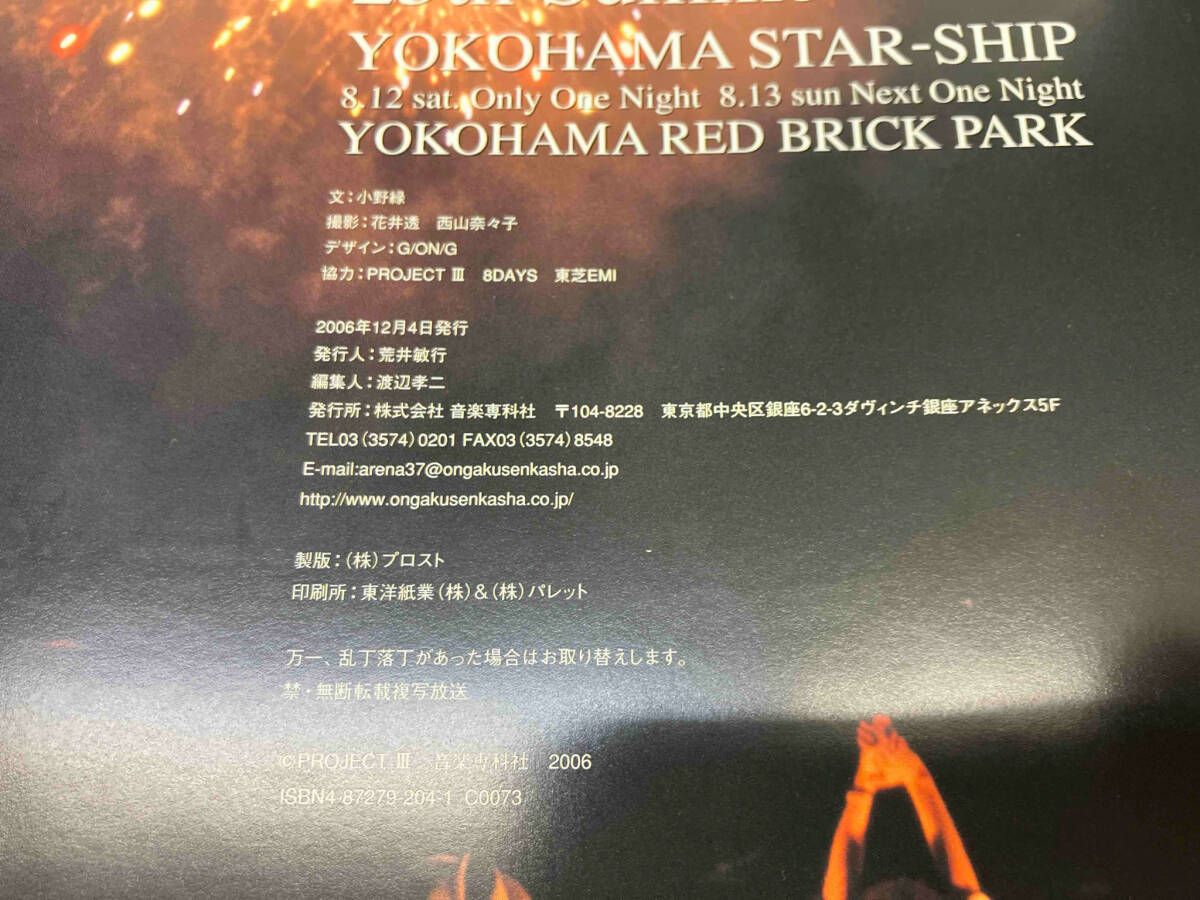 YOKOHAMA STAR-SHIP
8.12 sat. Only One Night 8.13 sun Next One Night
YOKOHAMA RED BRICK PARK
文：小野緑
撮影：花井透　西山奈々子
デザイン：G/ON/G
協力：PROJECT Ⅲ　8DAYS　東芝EMI
2006年12月4日発行
発行人：荒井敏行
編集人：渡辺孝二
発行所：株式会社 音楽専科社　〒104-8228　東京都中央区銀座6-2-3ダヴィンチ銀座アネックス5F
TEL03（3574）0201 FAX03（3574）8548
E-mail:arena37@ongakusenkasha.co.jp
http://www.ongakusenkasha.co.jp/
製版：（株）プロスト
印刷所：東洋紙業（株）＆（株）パレット
万一、乱丁落丁があった場合はお取り替えします。
禁・無断転載複写放送
©PROJECT Ⅲ　音楽専科社　2006
ISBN4-87279-204-1 C0073